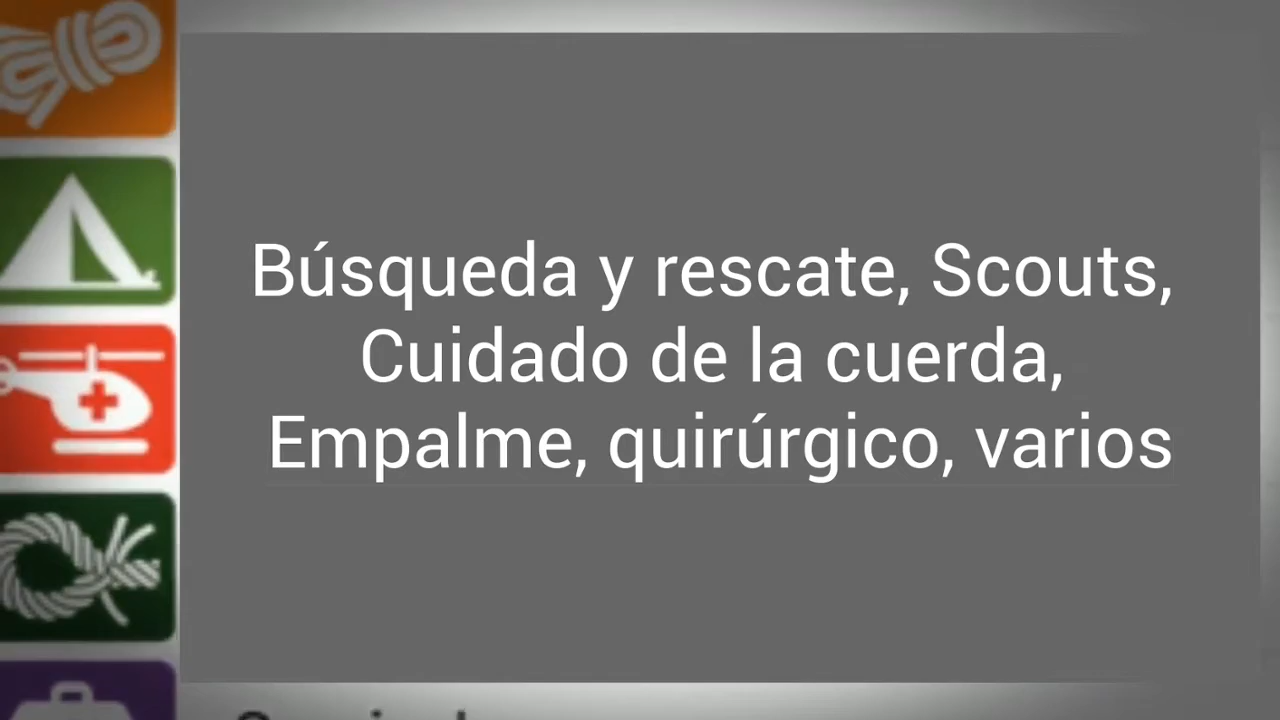 Búsqueda y rescate, Scouts,
Cuidado de la cuerda,
Empalme, quirúrgico, varios